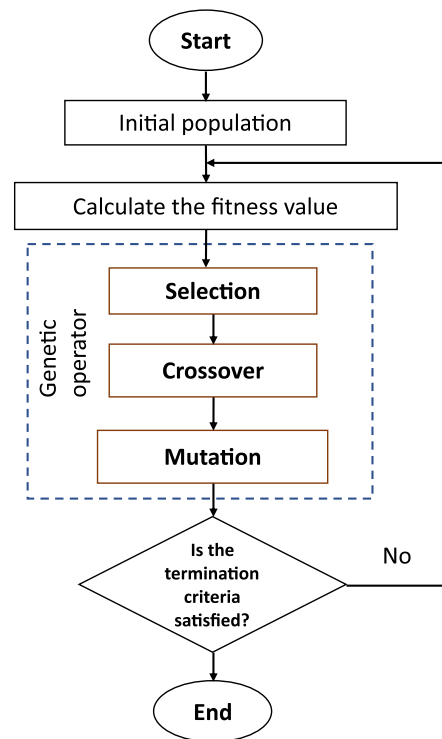 Start
Initial population
Calculate the fitness value
Genetic
operator
Selection
Crossover
Mutation
Is the
termination
criteria
satisfied?
No
End